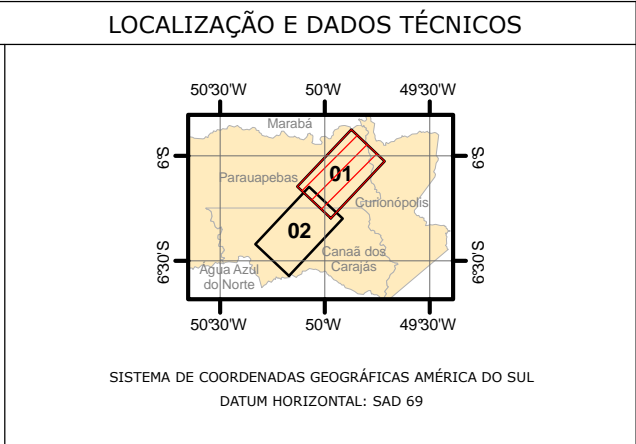 LOCALIZAÇÃO E DADOS TÉCNICOS
50°30'W 50°W 49°30'W
Marabá
6°S 6°S
01
Parauapebas
Curionópolis
02
Canaã dos
Carajás
6°30'S 6°30'S
Água Azul
do Norte
50°30'W 50°W 49°30'W
SISTEMA DE COORDENADAS GEOGRÁFICAS AMÉRICA DO SUL
DATUM HORIZONTAL: SAD 69